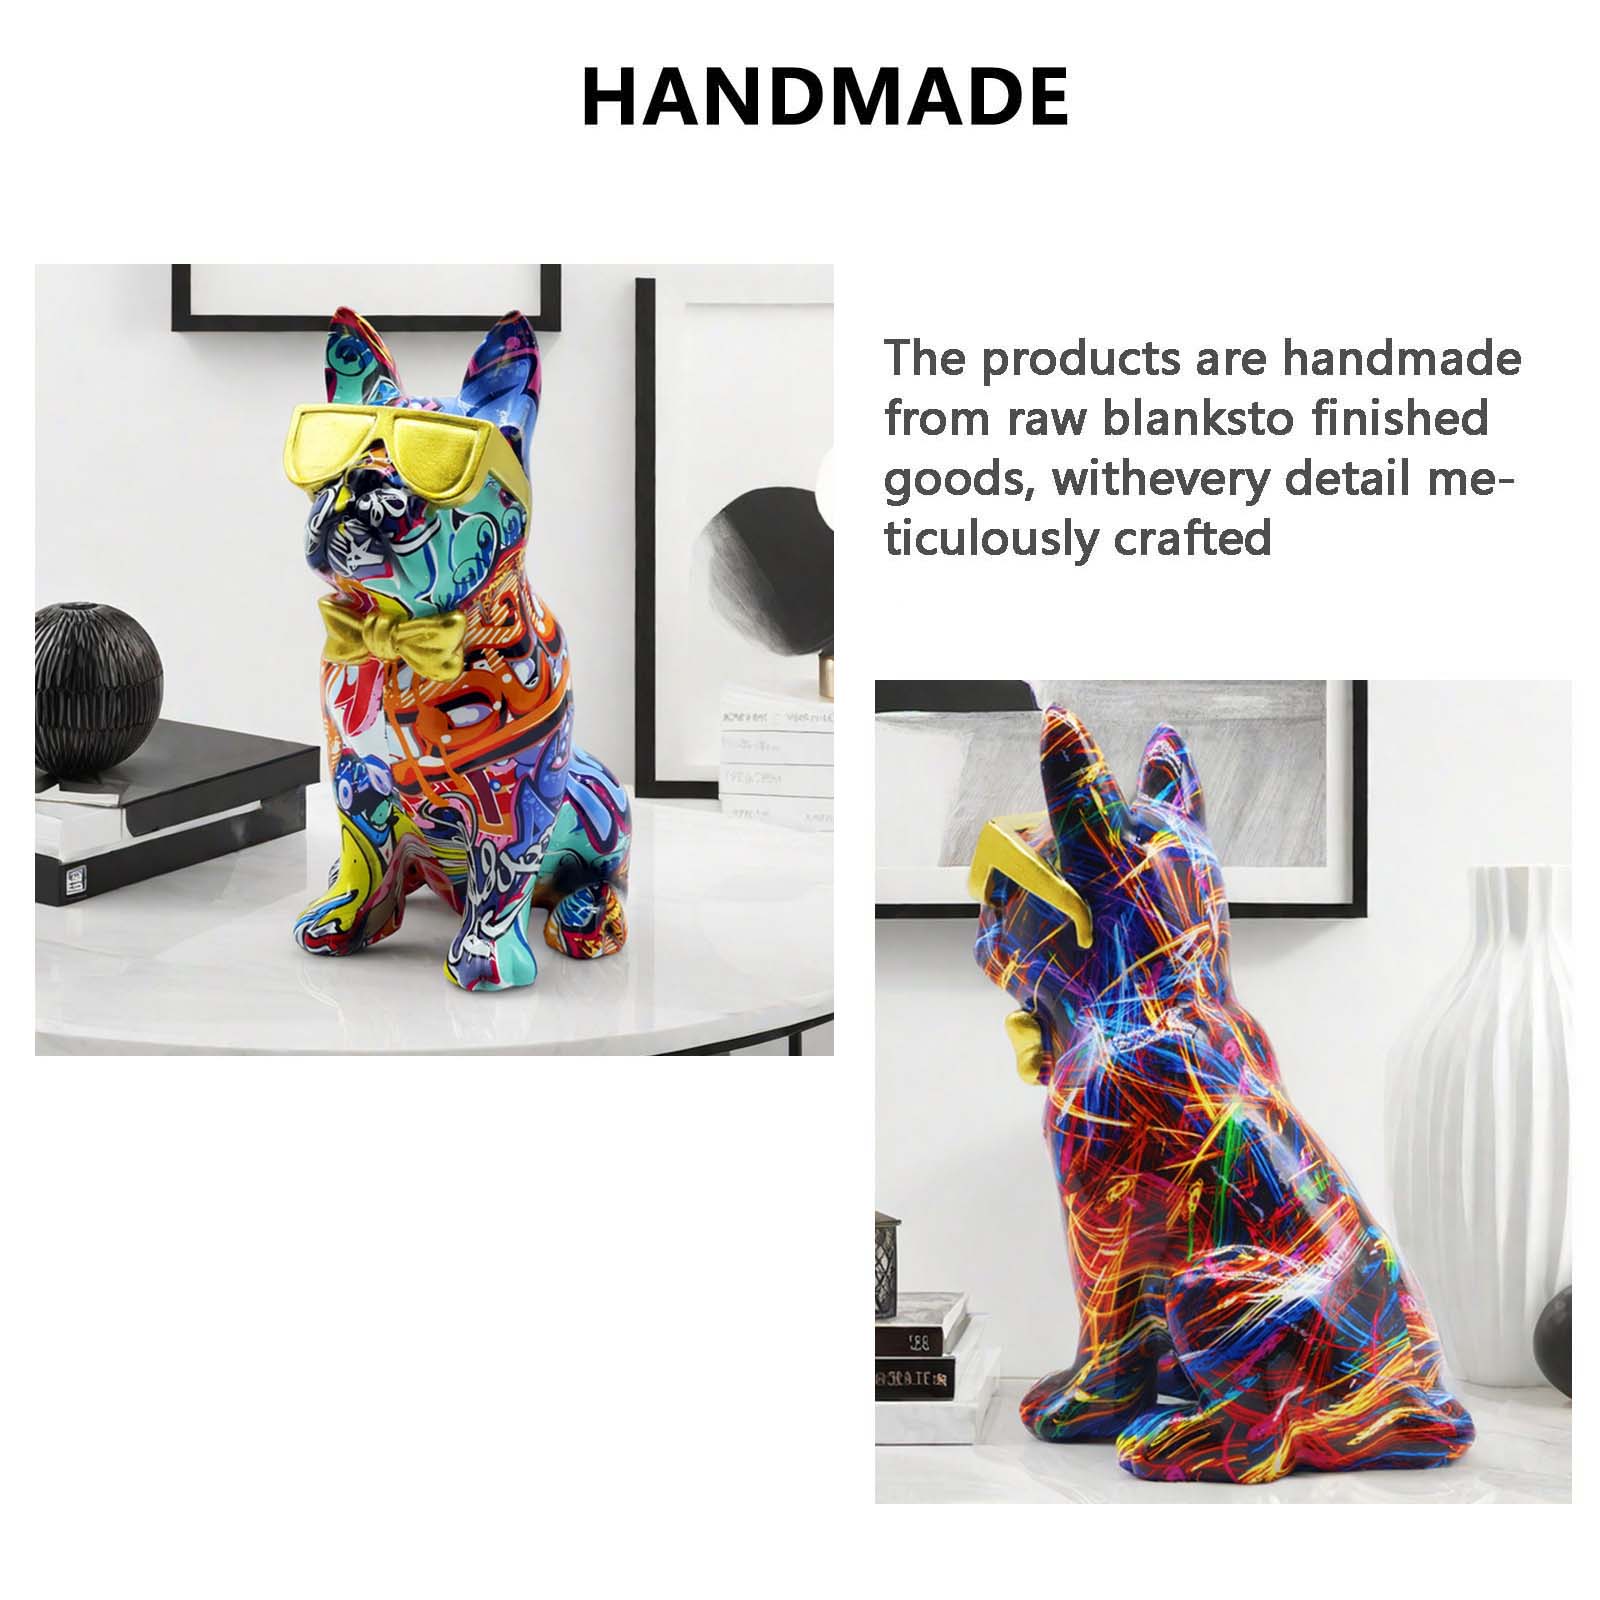 HANDMADE
The products are handmade
from raw blanksto finished
goods, withevery detail me-
ticulously crafted